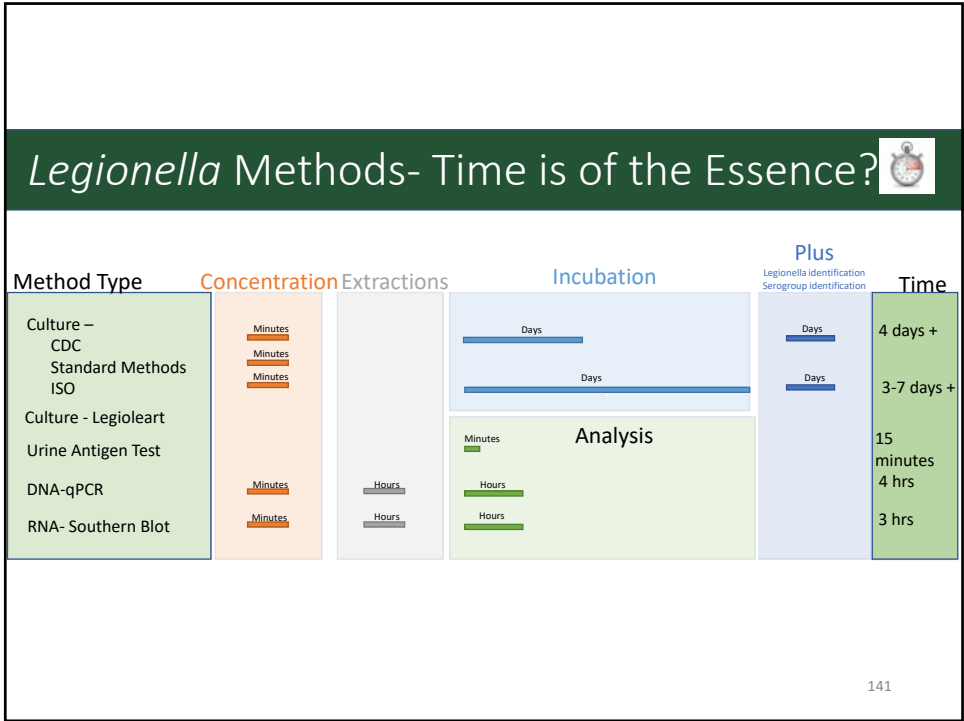 Legionella Methods- Time is of the Essence?
Plus
Legionella identification
Serogroup identification
Method Type
Concentration
Extractions
Incubation
Time
Culture –
CDC
Standard Methods
ISO
Minutes
Minutes
Minutes
Days
Days
Days
Days
4 days +
3-7 days +
Culture - Legioleart
Urine Antigen Test
Minutes
Analysis
15
minutes
DNA-qPCR
Minutes
Hours
Hours
4 hrs
RNA- Southern Blot
Minutes
Hours
Hours
3 hrs
141